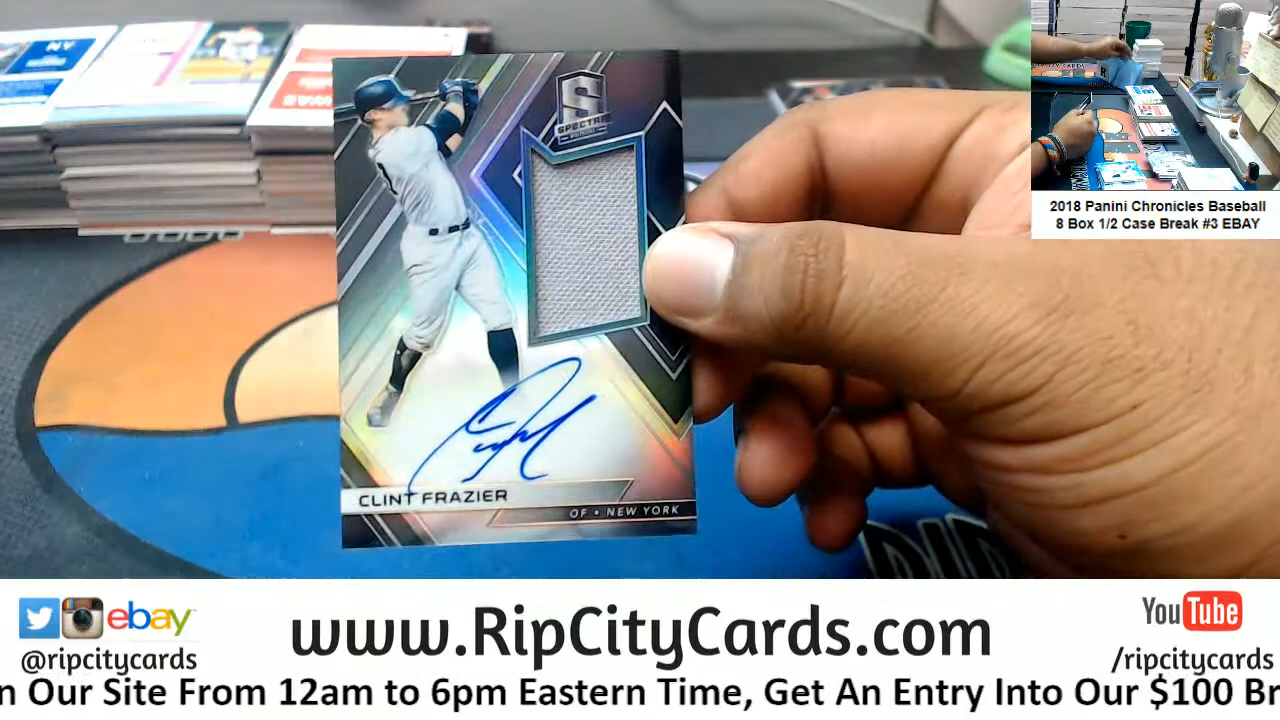 NY
S
SPECTRA
CLINT FRAZIER
OF • NEW YORK
2018 Panini Chronicles Baseball
8 Box 1/2 Case Break #3 EBAY
ebay
@ripcitycards
www.RipCityCards.com
YouTube
/ripcitycards
n Our Site From 12am to 6pm Eastern Time, Get An Entry Into Our $100 Br